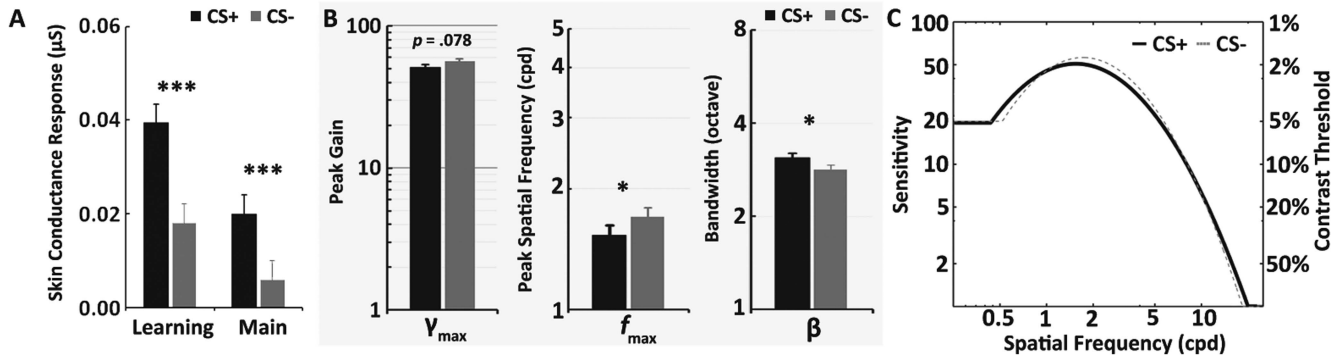 A
CS+ CS-
Skin Conductance Response (µS)
0.06
0.04
0.02
0.00
***
***
Learning Main
B
CS+ CS-
Peak Gain
100
10
1
p = .078
γmax
Peak Spatial Frequency (cpd)
5
4
3
2
1
*
fmax
Bandwidth (octave)
8
4
2
1
*
β
C
CS+ CS-
Sensitivity
100
50
20
10
5
2
0.5 1 2 5 10
Spatial Frequency (cpd)
1%
2%
5%
10%
20%
50%
Contrast Threshold